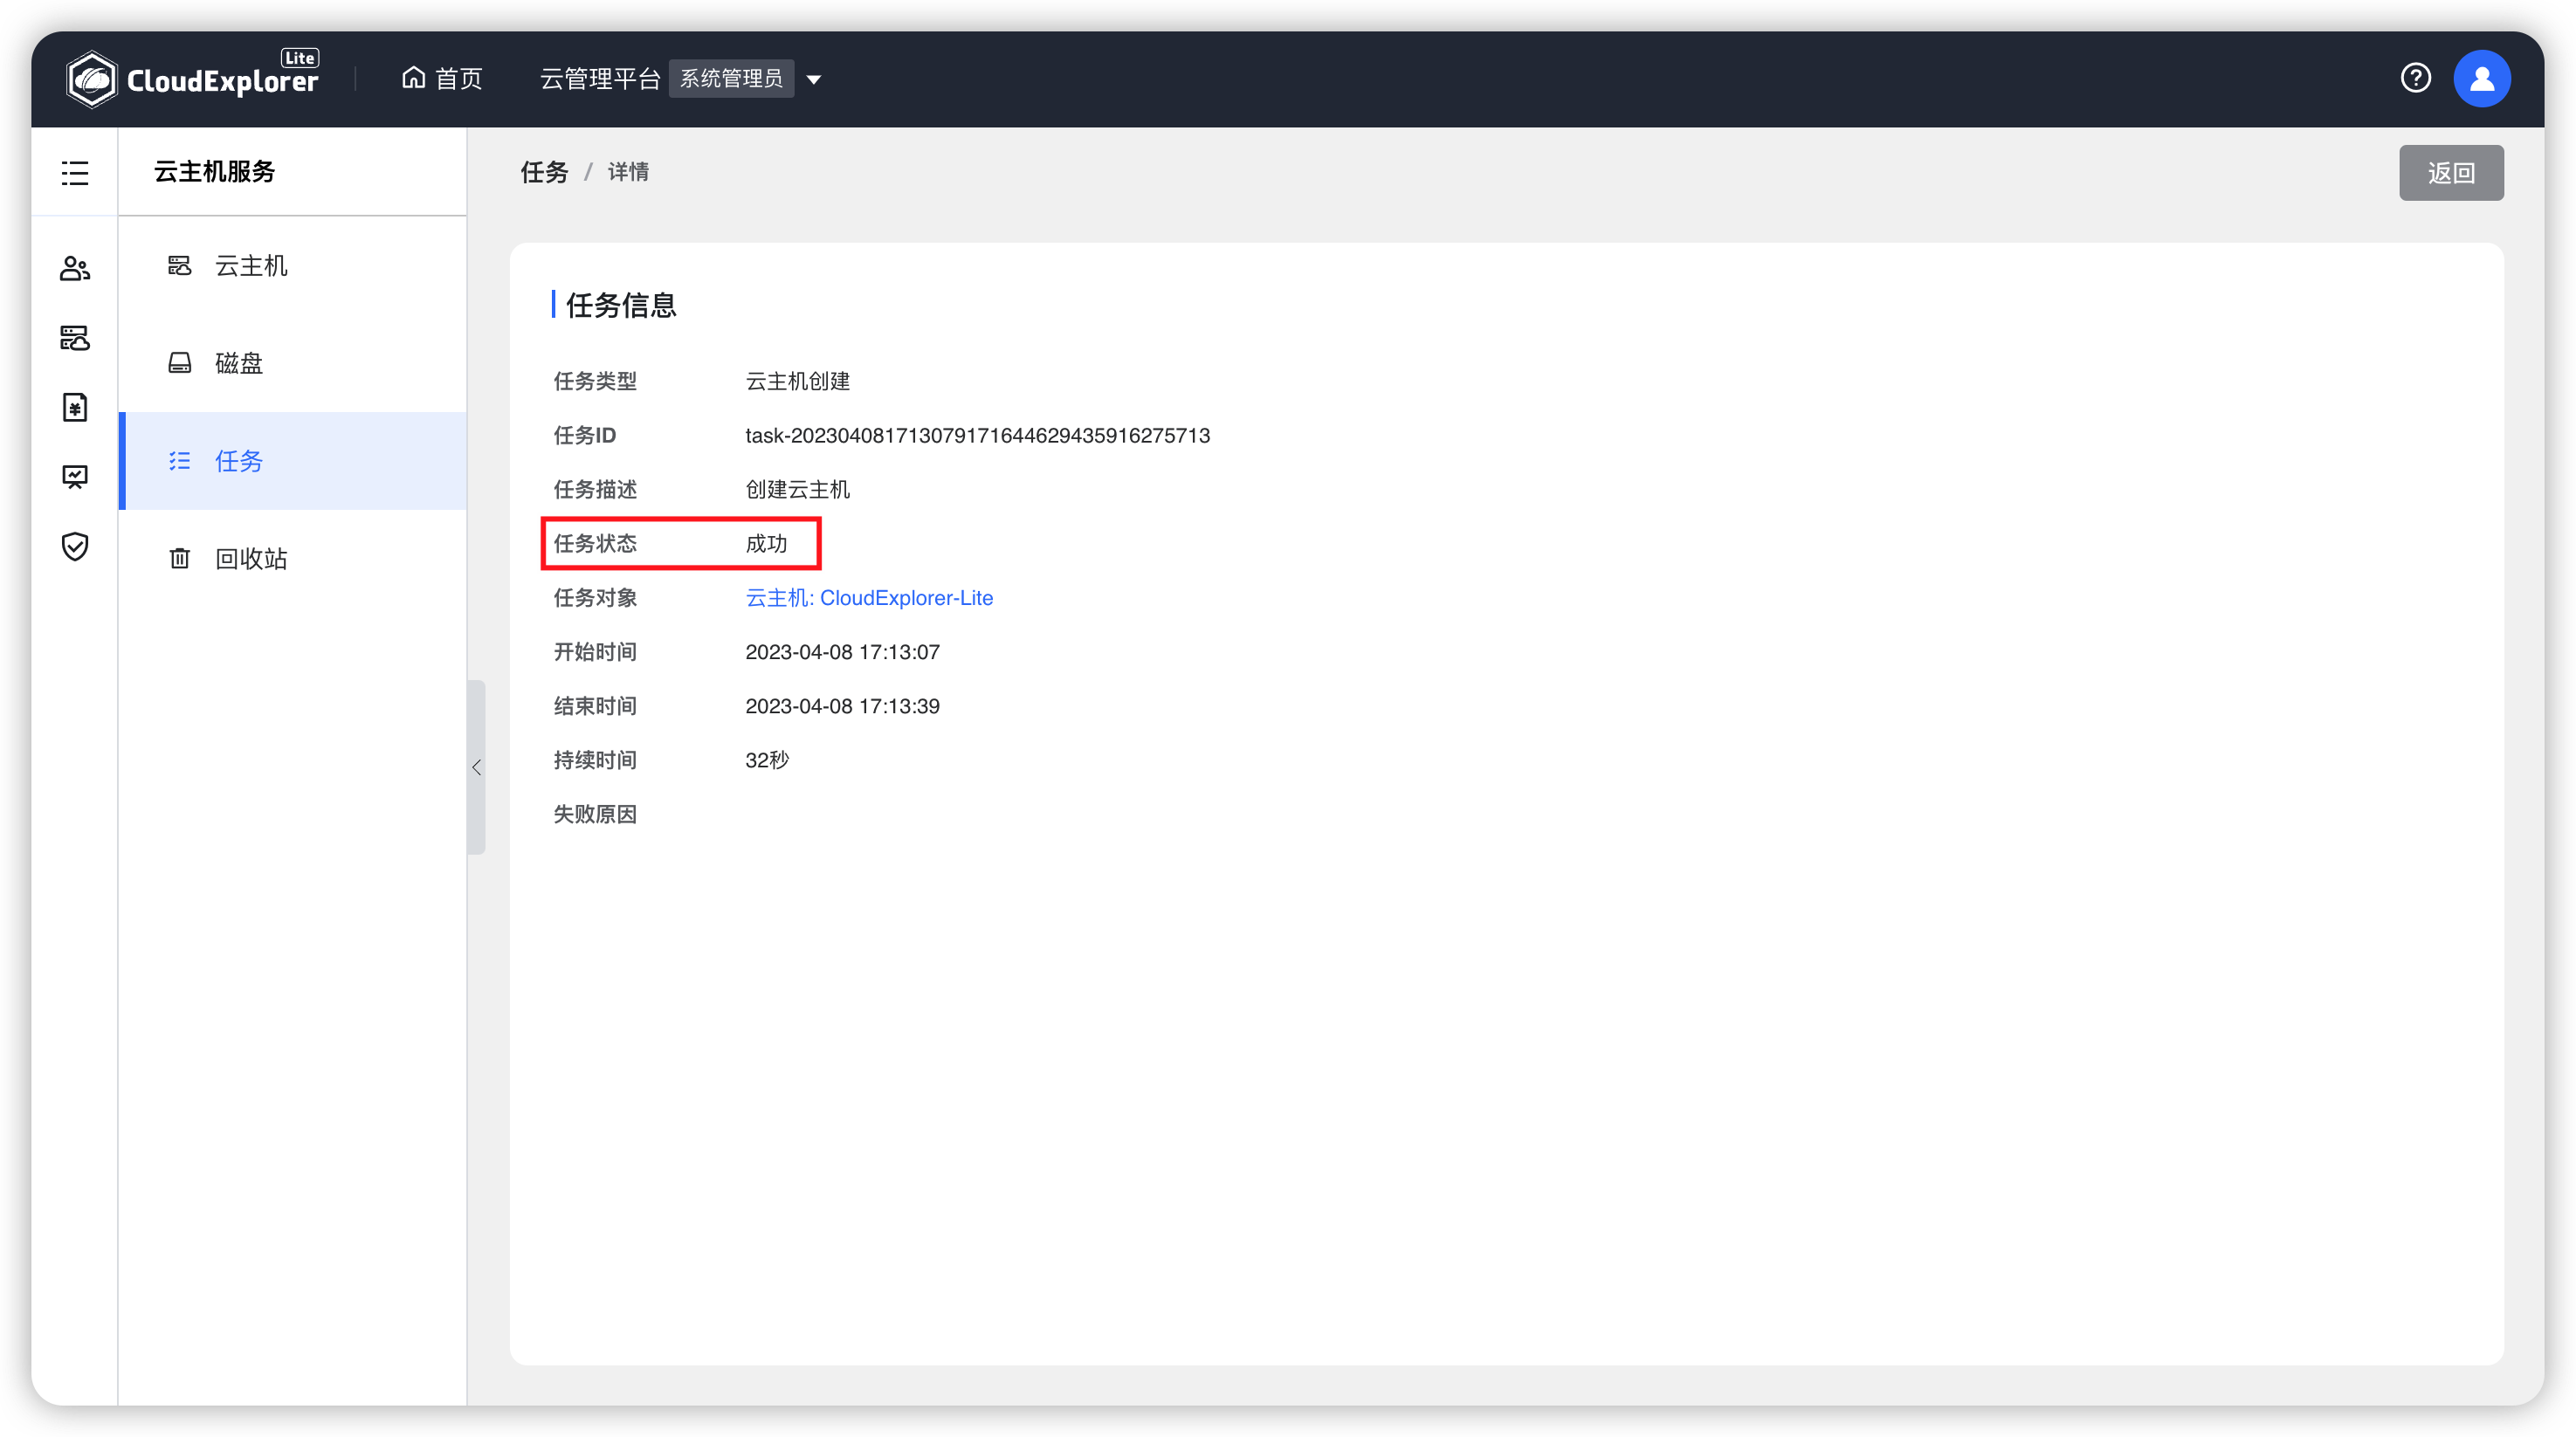 CloudExplorer Lite
首页
云管理平台 系统管理员
云主机服务
云主机
磁盘
任务
回收站
任务 / 详情
返回
任务信息
任务类型 云主机创建
任务ID task-20230408171307917164462943591​6275713
任务描述 创建云主机
任务状态 成功
任务对象 云主机: CloudExplorer-Lite
开始时间 2023-04-08 17:13:07
结束时间 2023-04-08 17:13:39
持续时间 32秒
失败原因